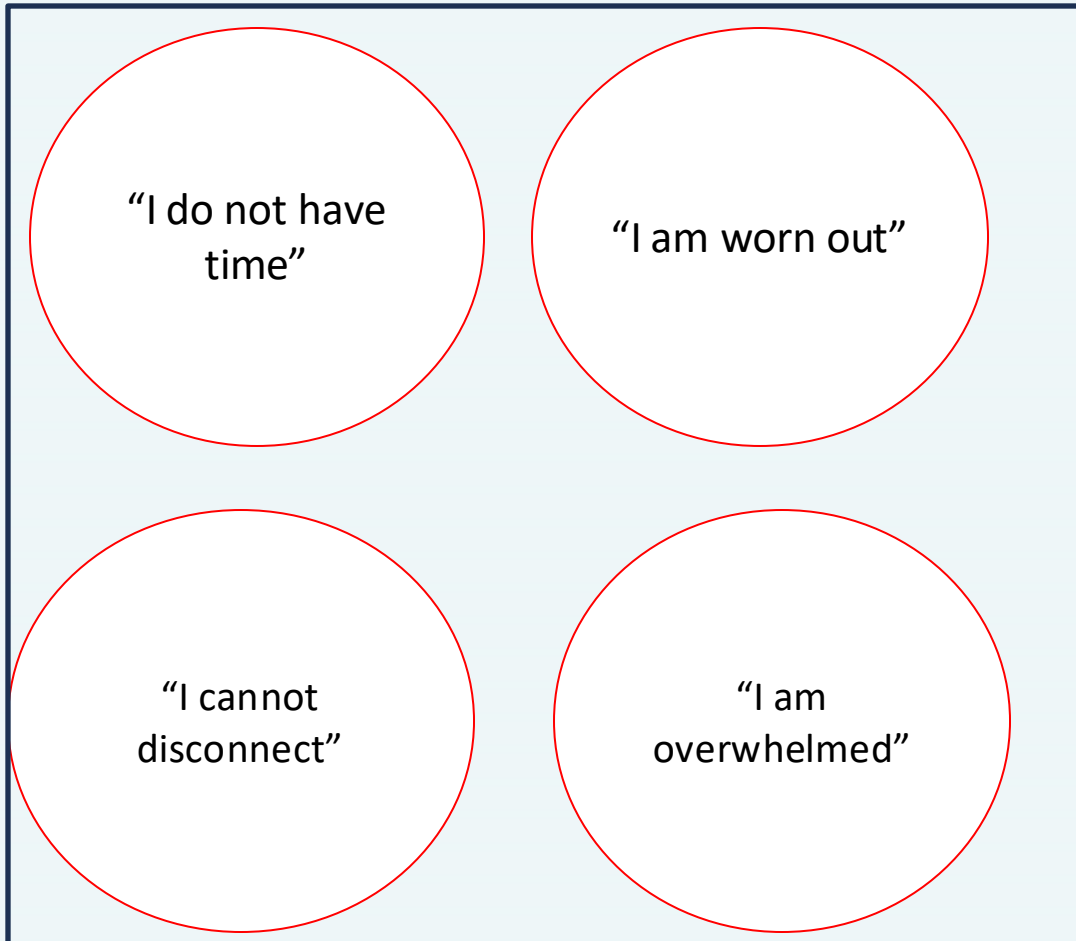 “I do not have
time”
“I am worn out”
“I cannot
disconnect”
“I am
overwhelmed”